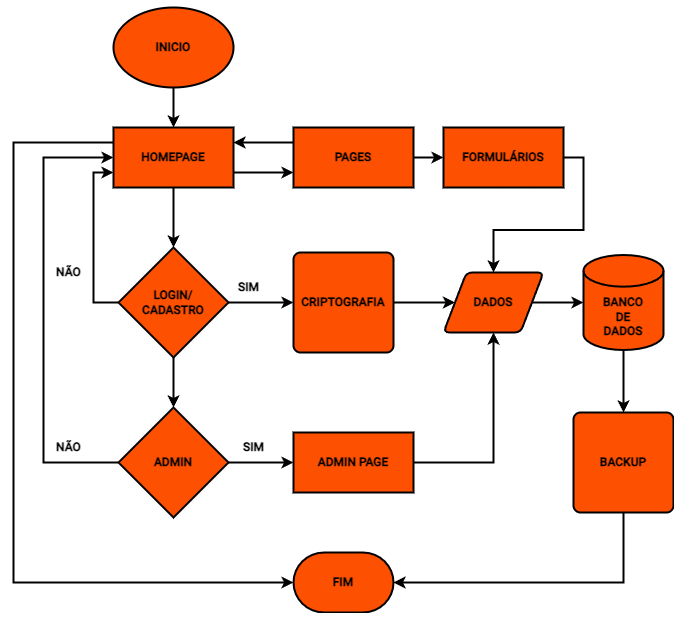 INICIO
HOMEPAGE
PAGES
FORMULÁRIOS
NÃO
LOGIN/
CADASTRO
SIM
CRIPTOGRAFIA
DADOS
BANCO
DE
DADOS
NÃO
ADMIN
SIM
ADMIN PAGE
BACKUP
FIM